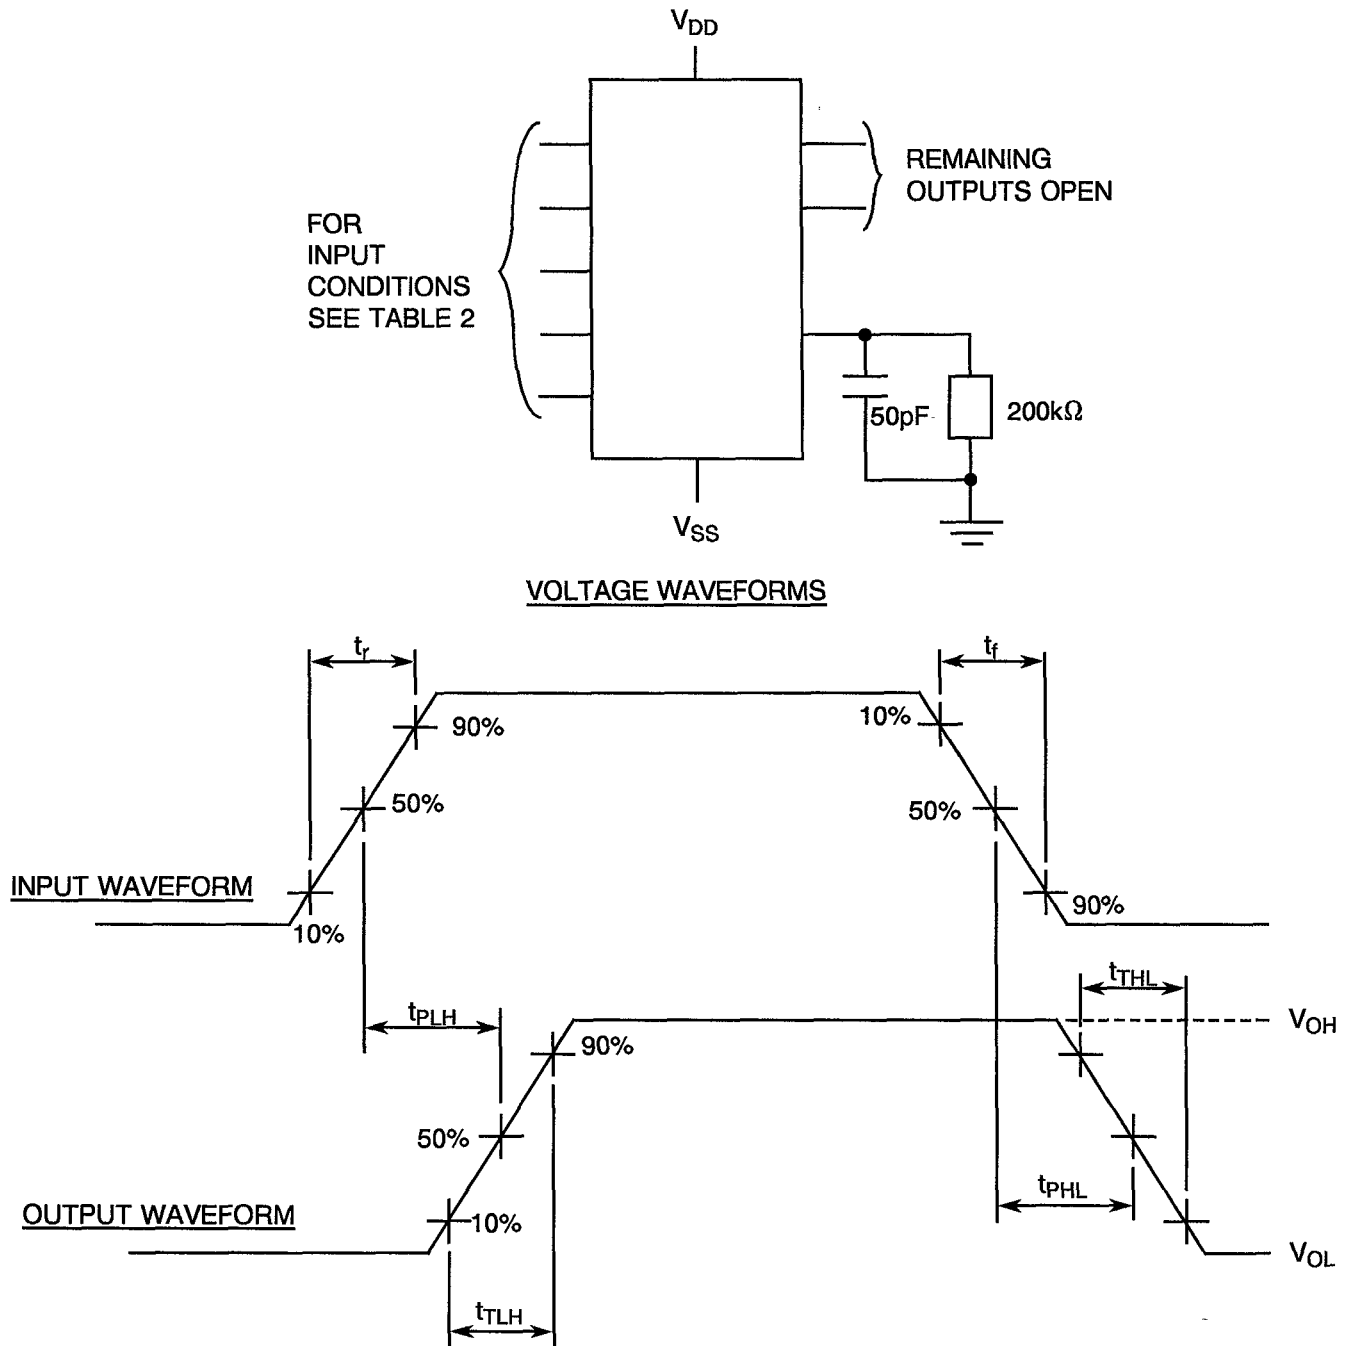 VDD
REMAINING
OUTPUTS OPEN
FOR
INPUT
CONDITIONS
SEE TABLE 2
50pF
200kΩ
VSS
VOLTAGE WAVEFORMS
tr
tf
90%
10%
50%
50%
INPUT WAVEFORM
10%
90%
tTHL
tPLH
VOH
90%
50%
tPHL
OUTPUT WAVEFORM
10%
VOL
tTLH